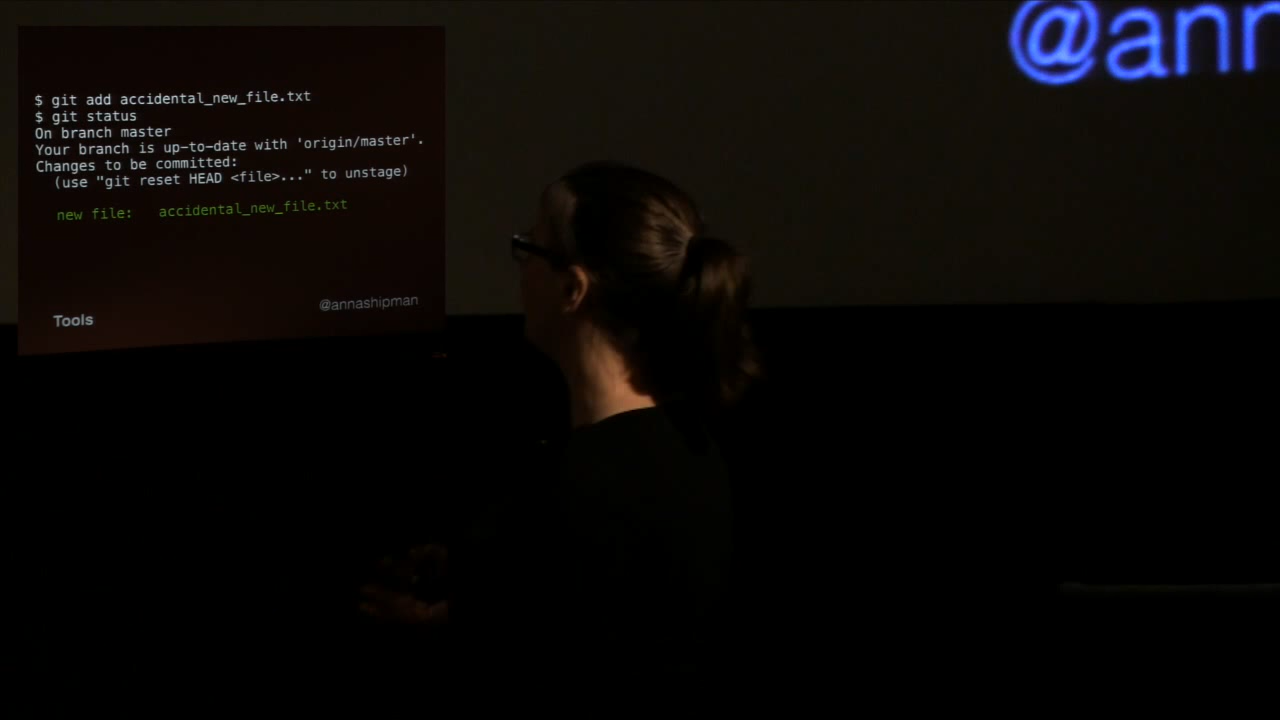 $ git add accidental_new_file.txt
$ git status
On branch master
Your branch is up-to-date with 'origin/master'.
Changes to be committed:
(use "git reset HEAD <file>..." to unstage)
new file: accidental_new_file.txt
@annashipman
Tools
@ann